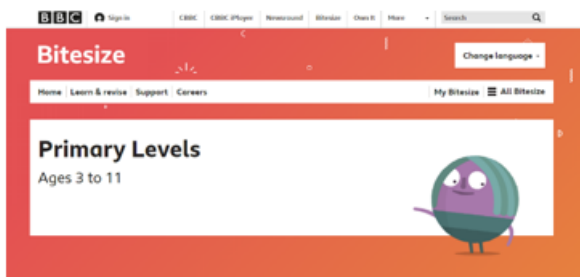 BBC Sign in CBBC CBBC iPlayer Newsround Bitesize Own It More Search
Bitesize
Change language
Home Learn & revise Support Careers My Bitesize All Bitesize
Primary Levels
Ages 3 to 11